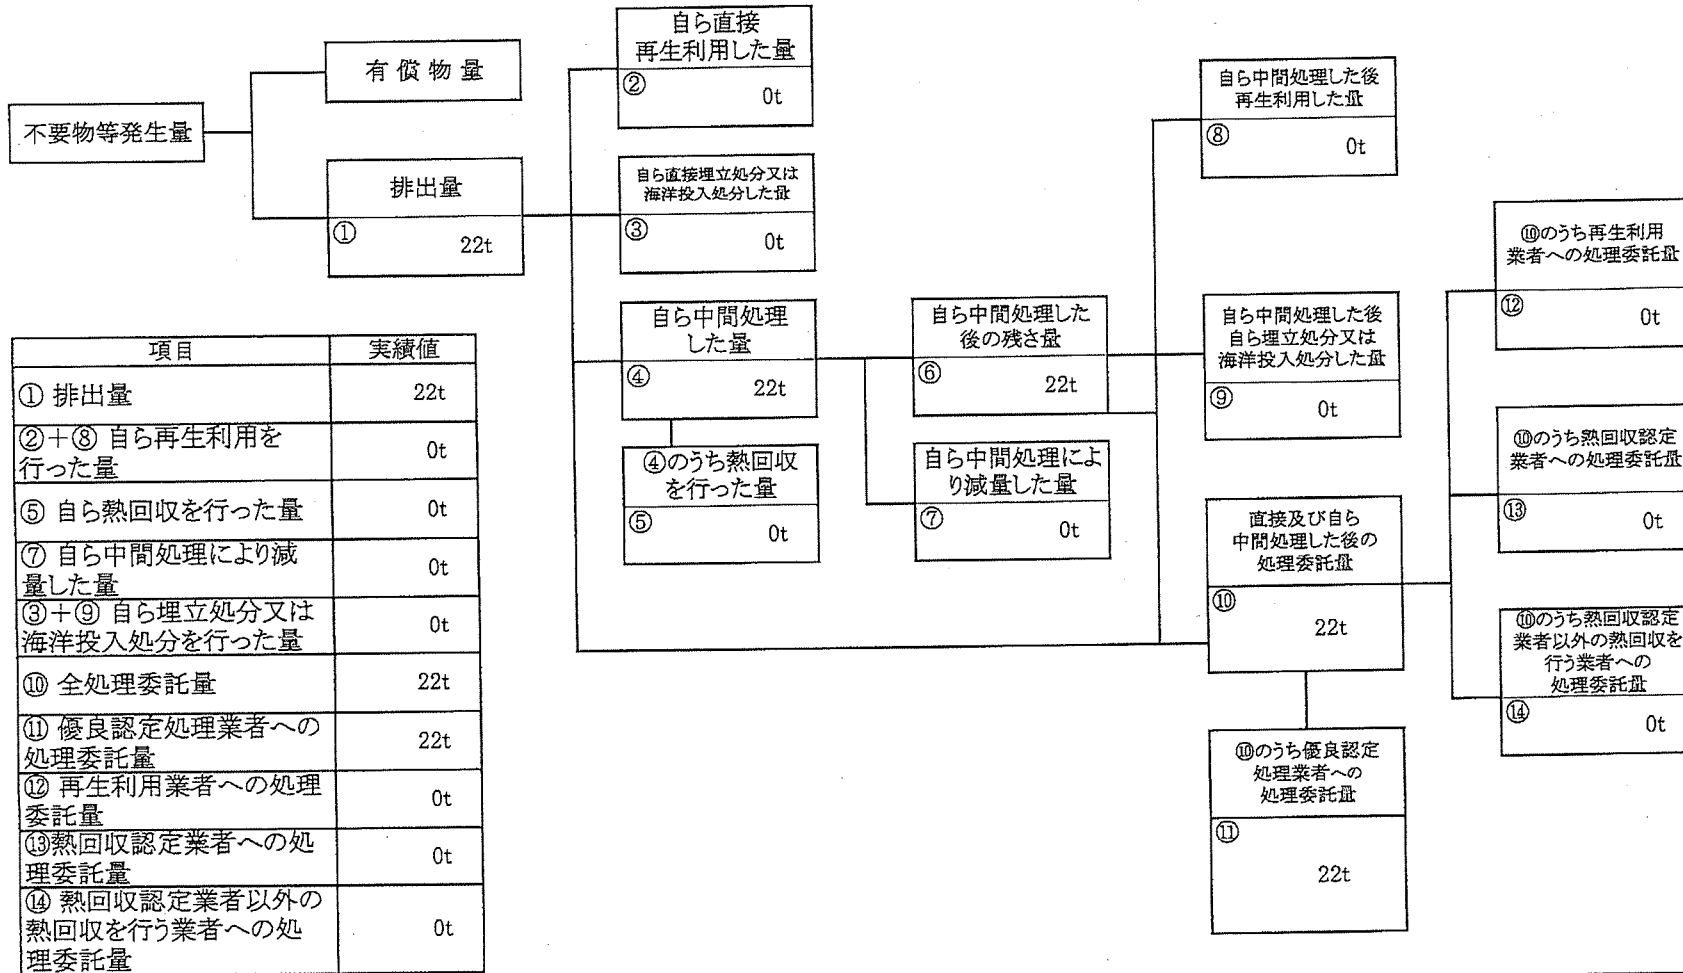 不要物等発生量
有償物量
排出量
①
22t
自ら直接
再生利用した量
②
0t
自ら直接埋立処分又は
海洋投入処分した量
③
0t
自ら中間処理
した量
④
22t
④のうち熱回収
を行った量
⑤
0t
自ら中間処理した
後の残さ量
⑥
22t
自ら中間処理によ
り減量した量
⑦
0t
自ら中間処理した後
再生利用した量
⑧
0t
自ら中間処理した後
自ら埋立処分又は
海洋投入処分した量
⑨
0t
直接及び自ら
中間処理した後の
処理委託量
⑩
22t
⑩のうち優良認定
処理業者への
処理委託量
⑪
22t
⑩のうち再生利用
業者への処理委託量
⑫
0t
⑩のうち熱回収認定
業者への処理委託量
⑬
0t
⑩のうち熱回収認定
業者以外の熱回収を
行う業者への
処理委託量
⑭
0t
項目 実績値
① 排出量 22t
②+⑧ 自ら再生利用を
行った量 0t
⑤ 自ら熱回収を行った量 0t
⑦ 自ら中間処理により減
量した量 0t
③+⑨ 自ら埋立処分又は
海洋投入処分を行った量 0t
⑩ 全処理委託量 22t
⑪ 優良認定処理業者への
処理委託量 22t
⑫ 再生利用業者への処理
委託量 0t
⑬熱回収認定業者への処
理委託量 0t
⑭ 熱回収認定業者以外の
熱回収を行う業者への処
理委託量 0t